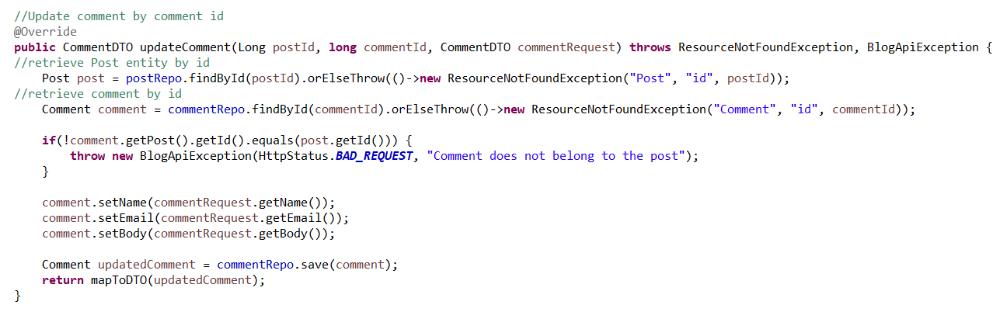 //Update comment by comment id
@Override
public CommentDTO updateComment(Long postId, long commentId, CommentDTO commentRequest) throws ResourceNotFoundException, BlogApiException {
//retrieve Post entity by id
    Post post = postRepo.findById(postId).orElseThrow(()->new ResourceNotFoundException("Post", "id", postId));
//retrieve comment by id
    Comment comment = commentRepo.findById(commentId).orElseThrow(()->new ResourceNotFoundException("Comment", "id", commentId));

    if(!comment.getPost().getId().equals(post.getId())) {
        throw new BlogApiException(HttpStatus.BAD_REQUEST, "Comment does not belong to the post");
    }

    comment.setName(commentRequest.getName());
    comment.setEmail(commentRequest.getEmail());
    comment.setBody(commentRequest.getBody());

    Comment updatedComment = commentRepo.save(comment);
    return mapToDTO(updatedComment);
}